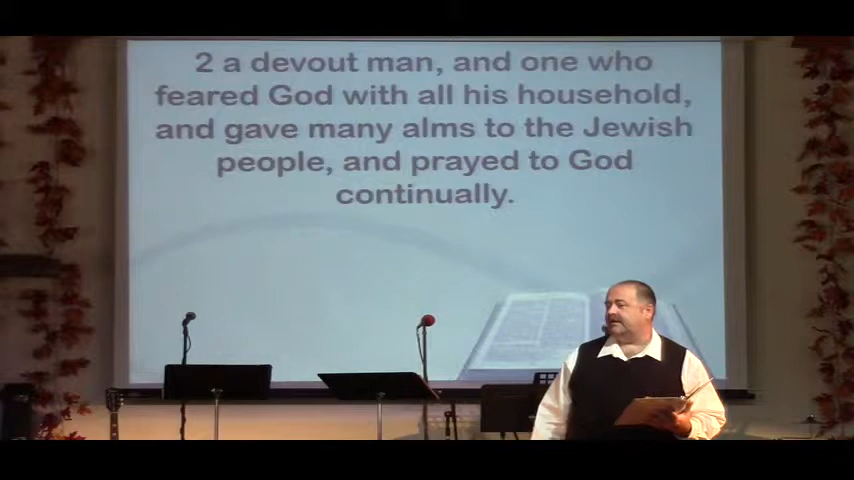 2 a devout man, and one who
feared God with all his household,
and gave many alms to the Jewish
people, and prayed to God
continually.